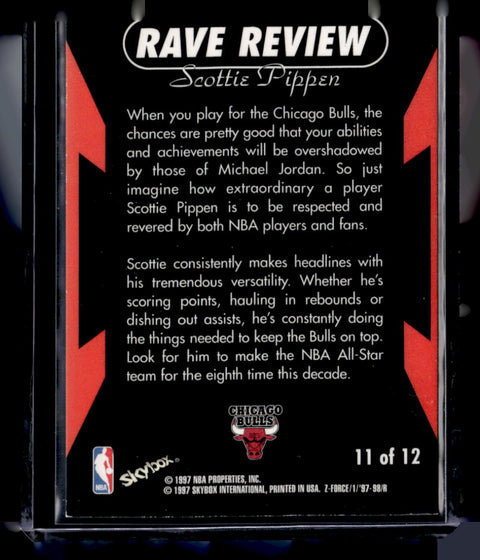 RAVE REVIEW
Scottie Pippen
When you play for the Chicago Bulls, the
chances are pretty good that your abilities
and achievements will be overshadowed
by those of Michael Jordan. So just
imagine how extraordinary a player
Scottie Pippen is to be respected and
revered by both NBA players and fans.
Scottie consistently makes headlines with
his tremendous versatility. Whether he's
scoring points, hauling in rebounds or
dishing out assists, he's constantly doing
the things needed to keep the Bulls on top.
Look for him to make the NBA All-Star
team for the eighth time this decade.
CHICAGO
BULLS
11 of 12
NBA
SKYBOX
© 1997 NBA PROPERTIES, INC.
© 1997 SKYBOX INTERNATIONAL, PRINTED IN USA. Z-FORCE/1/'97-98/R